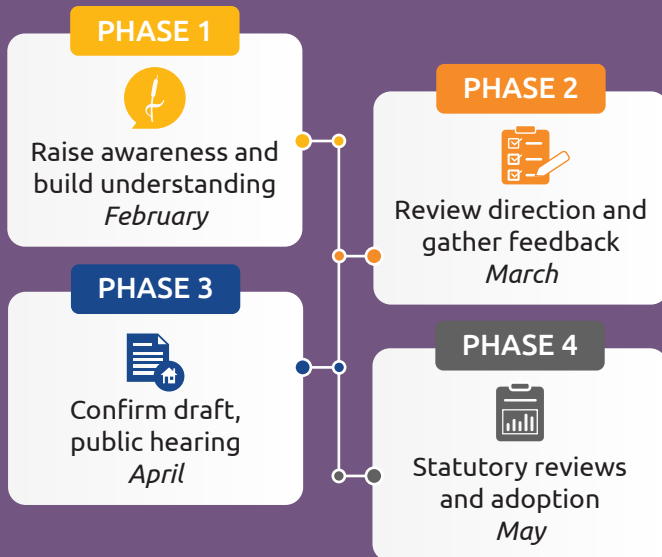 PHASE 1
Raise awareness and
build understanding
February
PHASE 2
Review direction and
gather feedback
March
PHASE 3
Confirm draft,
public hearing
April
PHASE 4
Statutory reviews
and adoption
May